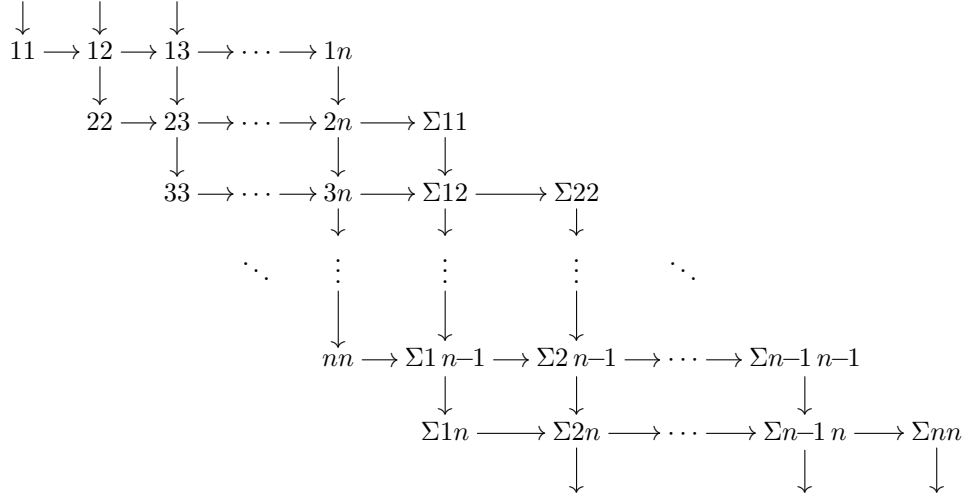 11 12 13 ⋯ 1n
22 23 ⋯ 2n Σ11
33 ⋯ 3n Σ12 Σ22
⋱ ⋮ ⋮ ⋮ ⋱
nn Σ1 n–1 Σ2 n–1 ⋯ Σn–1 n–1
Σ1n Σ2n ⋯ Σn–1 n Σnn